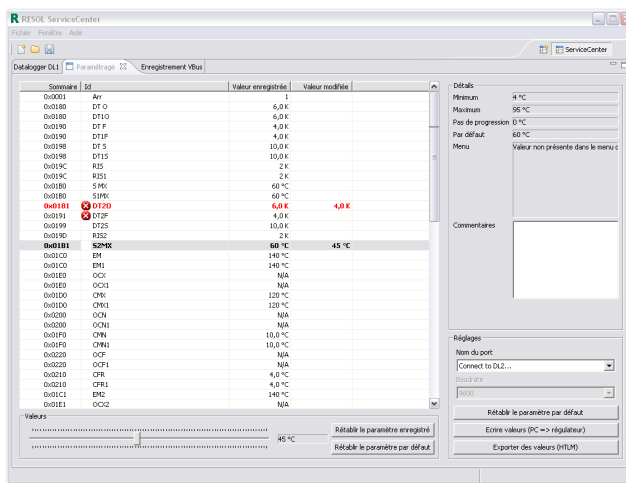 RESOL ServiceCenter
Fichier Fenêtre Aide
ServiceCenter
Datalogger DL1 Paramétrage Enregistrement VBus
Sommaire Id Valeur enregistrée Valeur modifiée
0x0001 Arr 1
0x0180 DT O 6,0 K
0x0180 DT1O 6,0 K
0x0190 DT F 4,0 K
0x0190 DT1F 4,0 K
0x0198 DT S 10,0 K
0x0198 DT1S 10,0 K
0x019C RIS 2 K
0x019C RIS1 2 K
0x01B0 S MX 60 °C
0x01B0 S1MX 60 °C
0x0181 DT2O 6,0 K 4,0 K
0x0191 DT2F 4,0 K
0x0199 DT2S 10,0 K
0x019D RIS2 2 K
0x01B1 S2MX 60 °C 45 °C
0x01C0 EM 140 °C
0x01C0 EM1 140 °C
0x01E0 OCX N/A
0x01E0 OCX1 N/A
0x01D0 CMX 120 °C
0x01D0 CMX1 120 °C
0x0200 OCN N/A
0x0200 OCN1 N/A
0x01F0 CMN 10,0 °C
0x01F0 CMN1 10,0 °C
0x0220 OCF N/A
0x0220 OCF1 N/A
0x0210 CFR 4,0 °C
0x0210 CFR1 4,0 °C
0x01C1 EM2 140 °C
0x01E1 OCX2 N/A
Valeurs
45 °C
Rétablir le paramètre enregistré
Rétablir le paramètre par défaut
Détails
Minimum 4 °C
Maximum 95 °C
Pas de progression 0 °C
Par défaut 60 °C
Menu Valeur non présente dans le menu d
Commentaires
Réglages
Nom du port
Connect to DL2...
Baudrate
9600
Rétablir le paramètre par défaut
Ecrire valeurs (PC => régulateur)
Exporter des valeurs (HTLM)